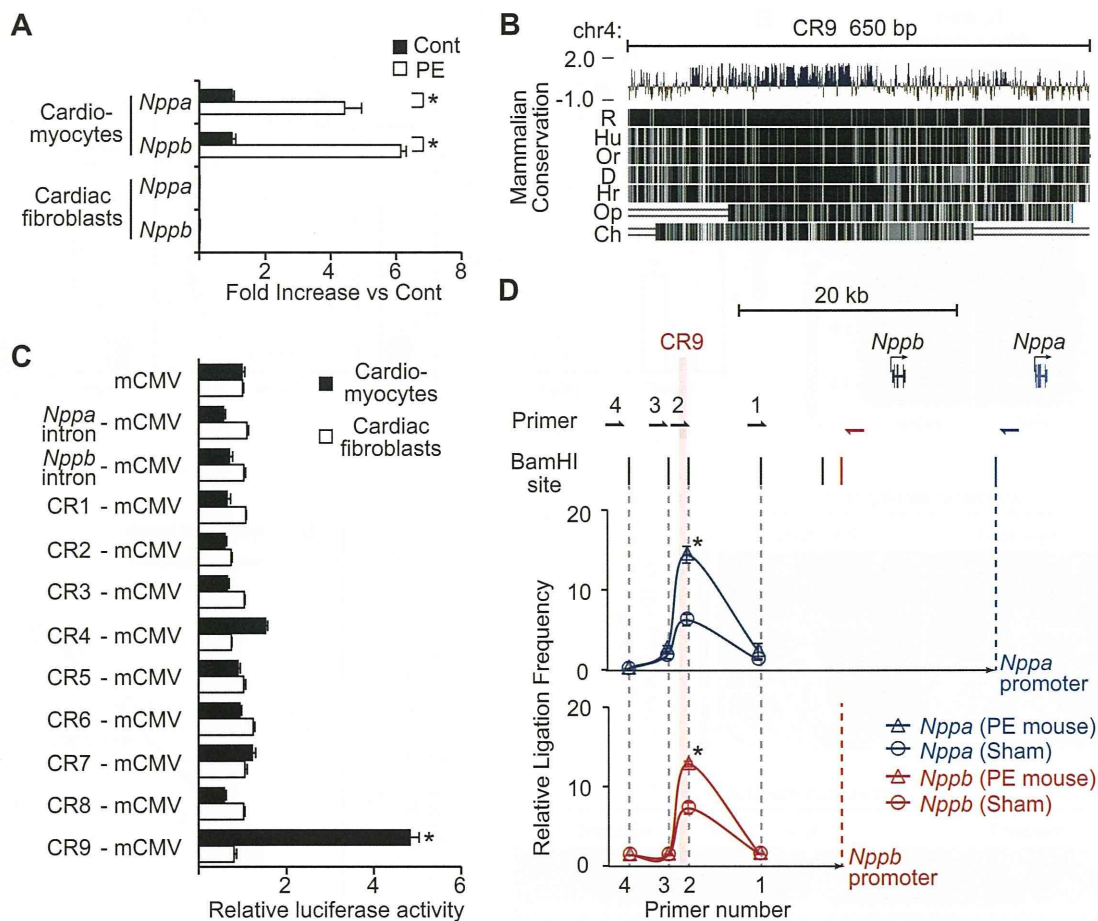 A
Cont
PE
Cardio-
myocytes
Nppa
*
Nppb
*
Cardiac
fibroblasts
Nppa
Nppb
2 4 6 8
Fold Increase vs Cont
B
chr4:
CR9 650 bp
2.0
-1.0
Mammalian
Conservation
R
Hu
Or
D
Hr
Op
Ch
C
Cardio-
myocytes
Cardiac
fibroblasts
mCMV
Nppa
intron - mCMV
Nppb
intron - mCMV
CR1 - mCMV
CR2 - mCMV
CR3 - mCMV
CR4 - mCMV
CR5 - mCMV
CR6 - mCMV
CR7 - mCMV
CR8 - mCMV
CR9 - mCMV
*
2 4 6
Relative luciferase activity
D
20 kb
CR9
Nppb
Nppa
Primer
4 3 2 1
BamHI
site
Relative Ligation Frequency
20
10
0
*
Nppa
promoter
20
10
0
*
Nppb
promoter
Nppa (PE mouse)
Nppa (Sham)
Nppb (PE mouse)
Nppb (Sham)
4 3 2 1
Primer number